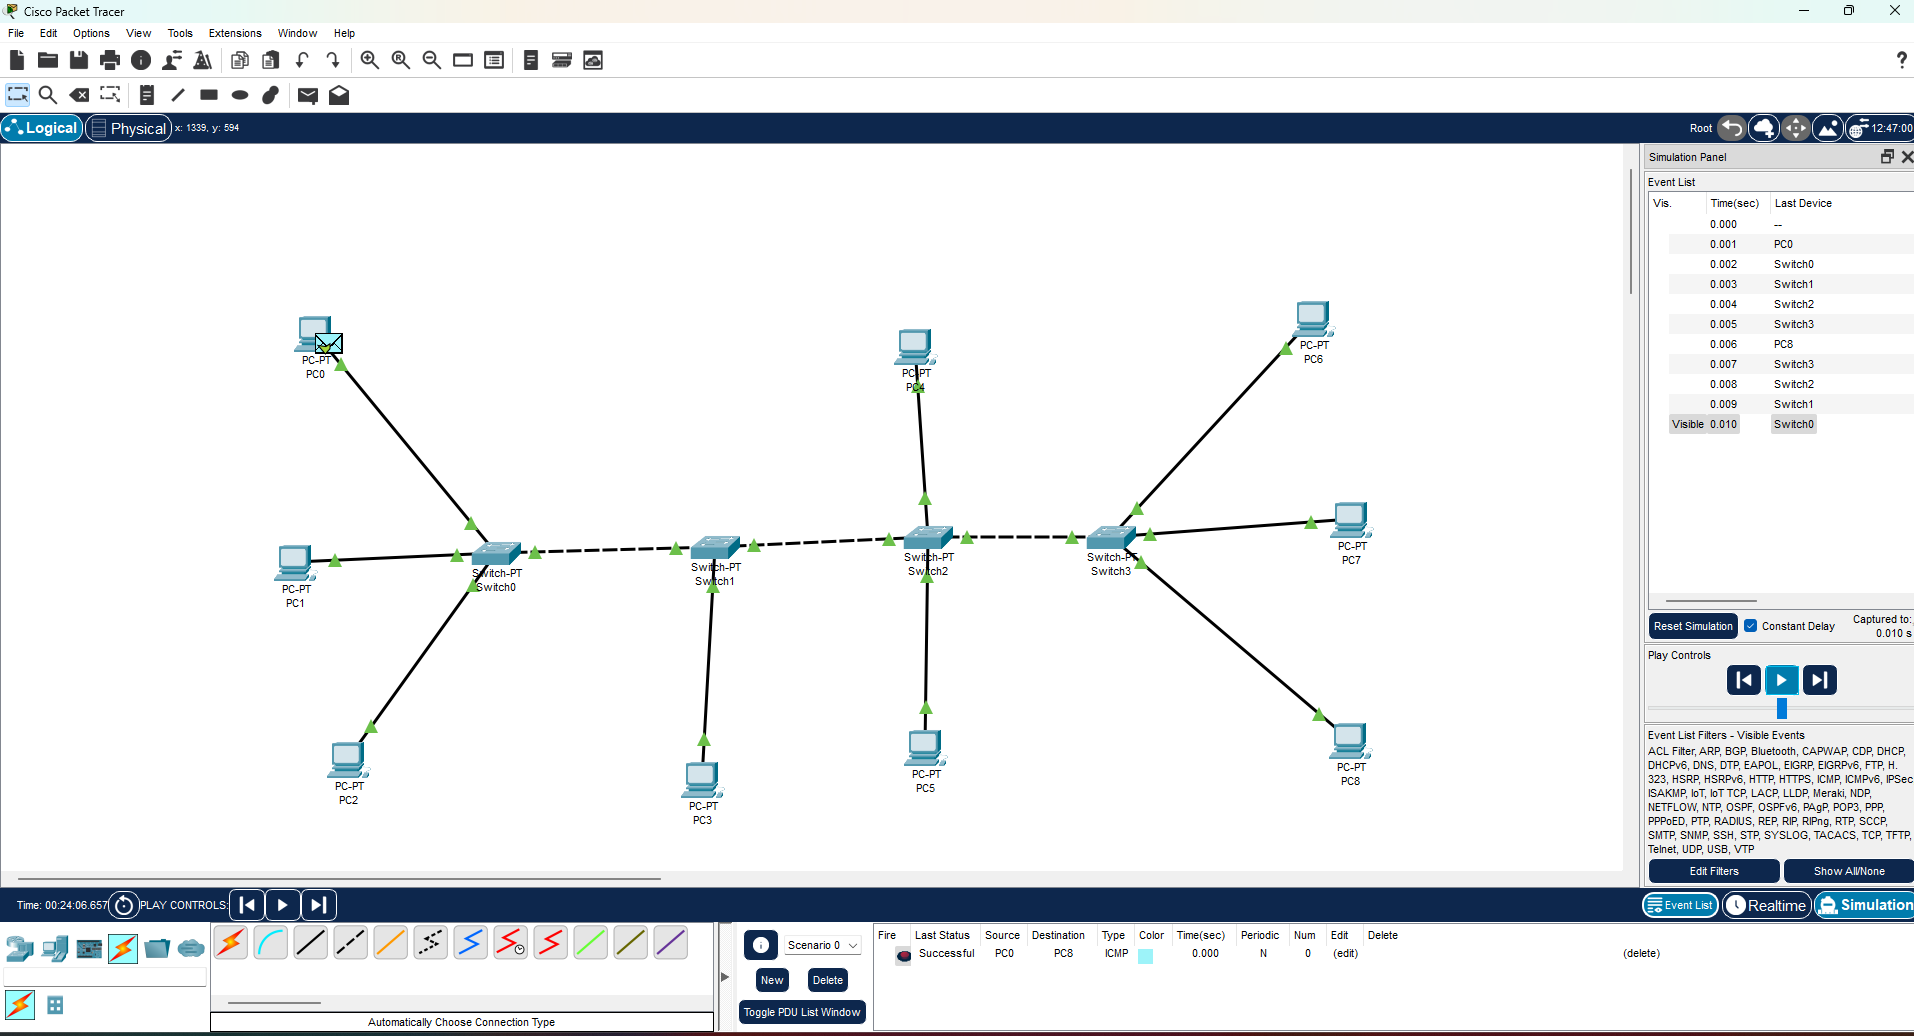 Cisco Packet Tracer
File Edit Options View Tools Extensions Window Help
Logical Physical x: 1339, y: 594 Root 12:47:00
Simulation Panel
Event List
Vis. Time(sec) Last Device
0.000 --
0.001 PC0
0.002 Switch0
0.003 Switch1
0.004 Switch2
0.005 Switch3
0.006 PC8
0.007 Switch3
0.008 Switch2
0.009 Switch1
Visible 0.010 Switch0
Reset Simulation Constant Delay Captured to:
0.010 s
Play Controls
Event List Filters - Visible Events
ACL Filter, ARP, BGP, Bluetooth, CAPWAP, CDP, DHCP,
DHCPv6, DNS, DTP, EAPOL, EIGRP, EIGRPv6, FTP, H.
323, HSRP, HSRPv6, HTTP, HTTPS, ICMP, ICMPv6, IPSec
ISAKMP, IoT, IoT TCP, LACP, LLDP, Meraki, NDP,
NETFLOW, NTP, OSPF, OSPFv6, PAgP, POP3, PPP,
PPPoED, PTP, RADIUS, REP, RIP, RIPng, RTP, SCCP,
SMTP, SNMP, SSH, STP, SYSLOG, TACACS, TCP, TFTP,
Telnet, UDP, USB, VTP
Edit Filters Show All/None
PC-PT
PC0
PC-PT
PC4
PC-PT
PC6
PC-PT
PC1
Switch-PT
Switch0
Switch-PT
Switch1
Switch-PT
Switch2
Switch-PT
Switch3
PC-PT
PC7
PC-PT
PC2
PC-PT
PC3
PC-PT
PC5
PC-PT
PC8
Time: 00:24:06.657 PLAY CONTROLS: Event List Realtime Simulation
Automatically Choose Connection Type
Scenario 0
New Delete
Toggle PDU List Window
Fire Last Status Source Destination Type Color Time(sec) Periodic Num Edit Delete
Successful PC0 PC8 ICMP 0.000 N 0 (edit) (delete)